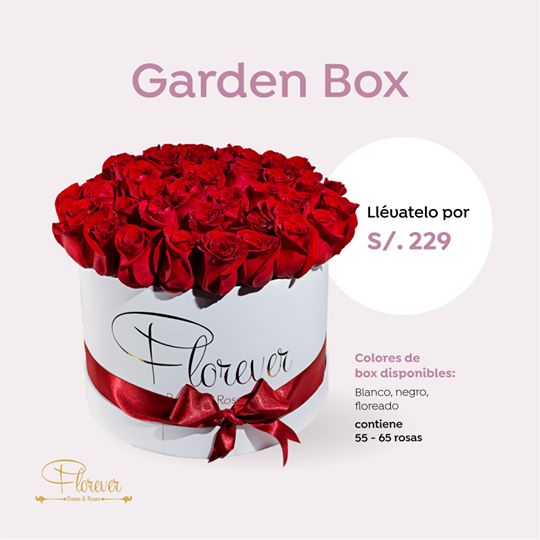 Garden Box
Llévatelo por
S/. 229
Florever
Colores de
box disponibles:
Blanco, negro,
floreado
contiene
55 - 65 rosas
Florever
Boxes & Roses